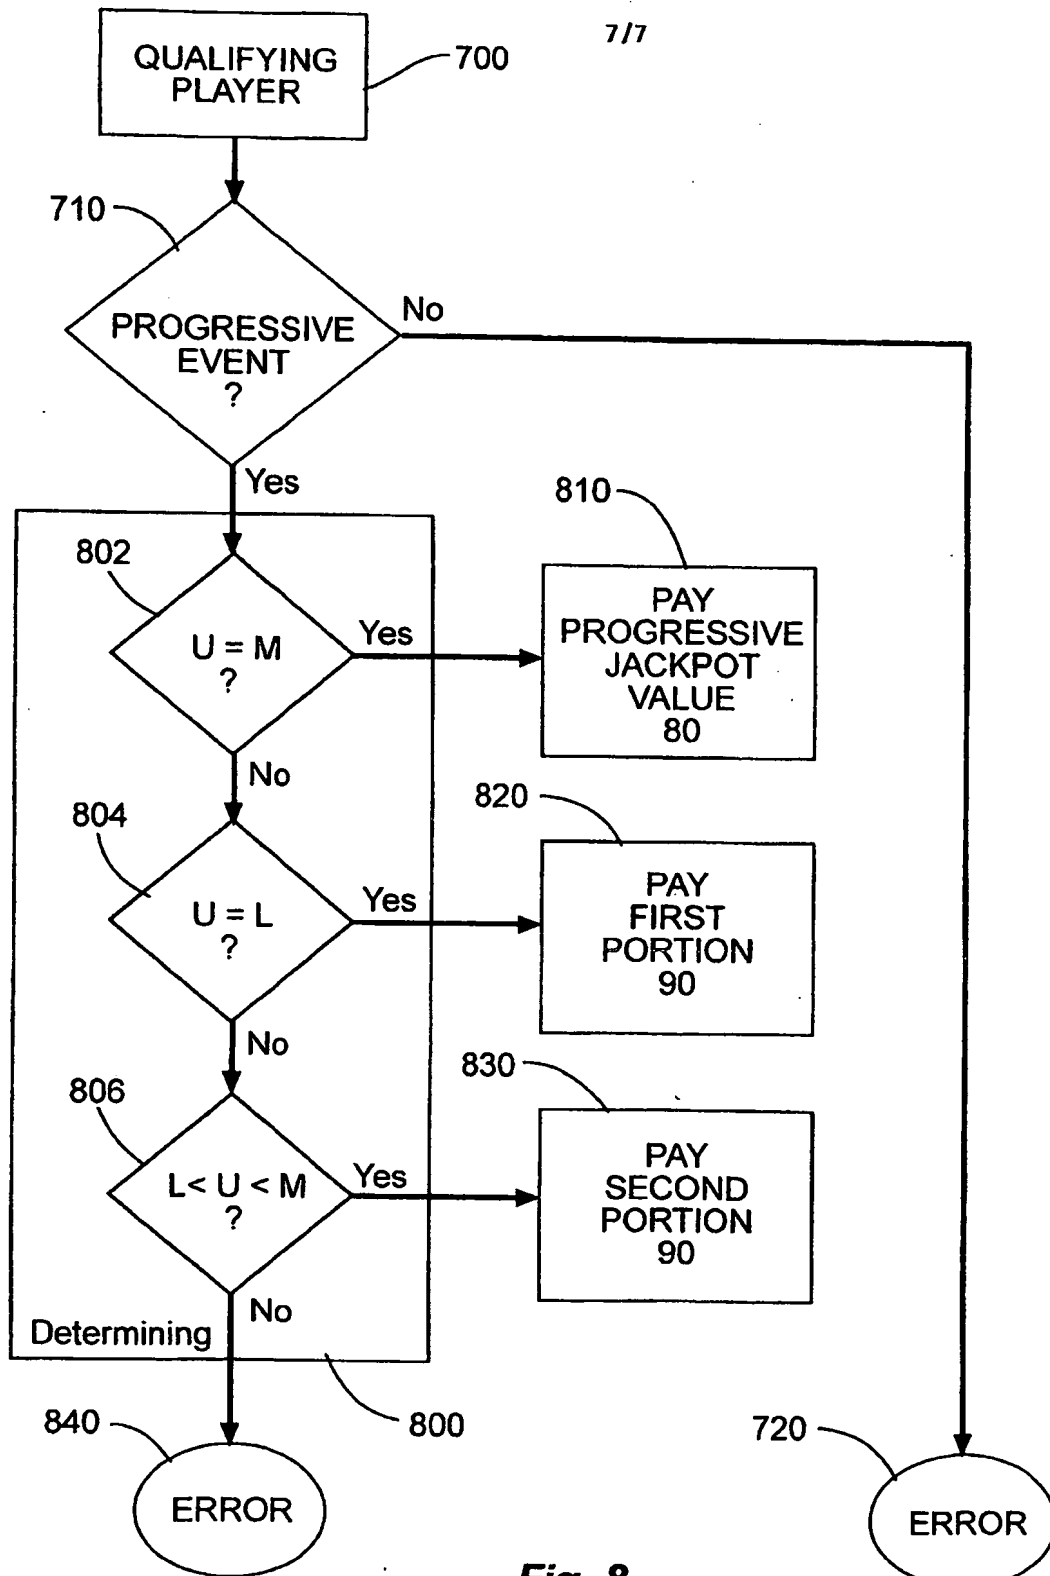 7/7
QUALIFYING
PLAYER
700
710
PROGRESSIVE
EVENT
?
No
Yes
802
U = M
?
Yes
810
PAY
PROGRESSIVE
JACKPOT
VALUE
80
No
804
U = L
?
Yes
820
PAY
FIRST
PORTION
90
No
806
L< U < M
?
Yes
830
PAY
SECOND
PORTION
90
No
Determining
800
840
ERROR
720
ERROR
Fig. 8